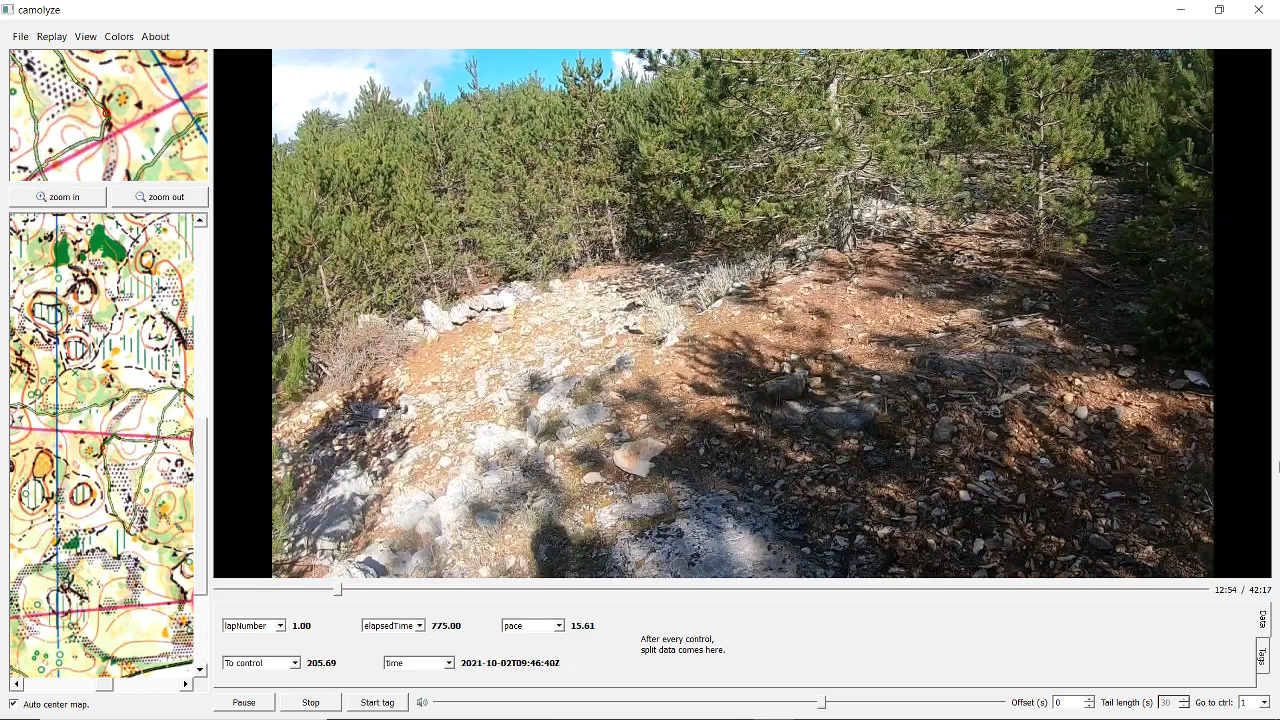 camolyze
File Replay View Colors About
zoom in zoom out
12:54 / 42:17
lapNumber 1.00 elapsedTime 775.00 pace 15.61
After every control,
split data comes here.
To control 205.69 time 2021-10-02T09:46:40Z
Data
Tags
Auto center map.
Pause Stop Start tag Offset (s) 0 Tail length (s) 30 Go to ctrl: 1